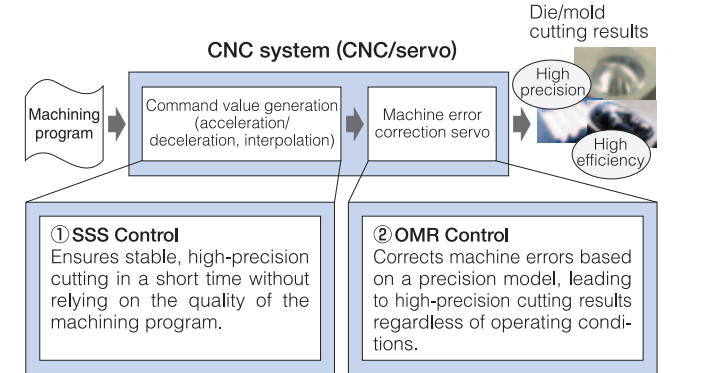 Die/mold
cutting results
CNC system (CNC/servo)
High
precision
Machining
program
Command value generation
(acceleration/
deceleration, interpolation)
Machine error
correction servo
High
efficiency
①SSS Control
Ensures stable, high-precision
cutting in a short time without
relying on the quality of the
machining program.
②OMR Control
Corrects machine errors based
on a precision model, leading
to high-precision cutting results
regardless of operating condi-
tions.